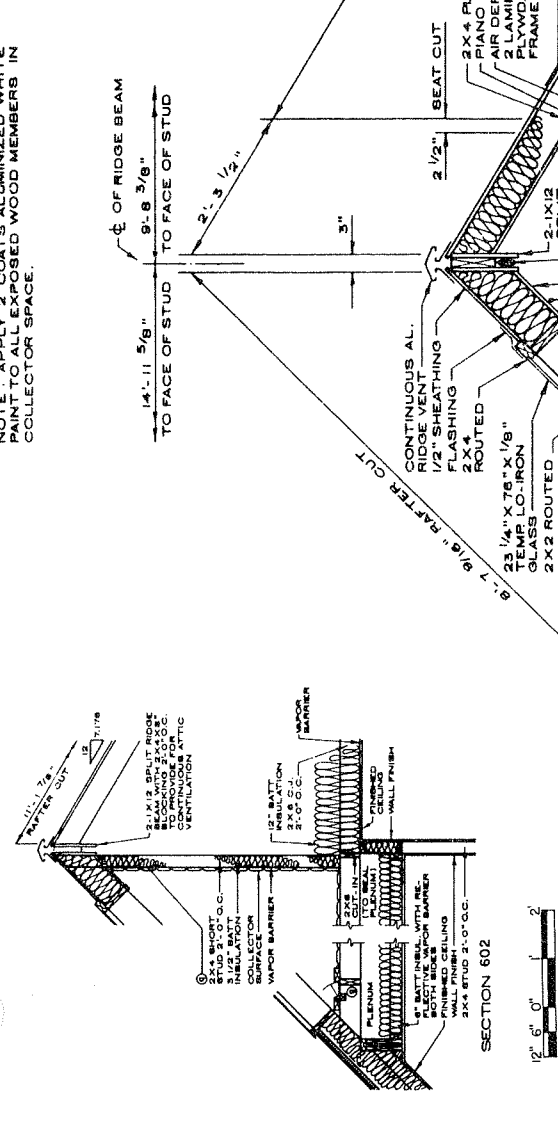 NOTE : APPLY 2 COATS ALUMINIZED WHITE
PAINT TO ALL EXPOSED WOOD MEMBERS IN
COLLECTOR SPACE.
℄ OF RIDGE BEAM
14'-11 5/8"
TO FACE OF STUD
9'-8 3/8"
TO FACE OF STUD
2'-3 1/2"
3"
2 1/2"
SEAT CUT
2X4 PL
PIANO
AIR DEF
2 LAMI
PLYWD.
FRAME
2-1X12
CONTINUOUS AL.
RIDGE VENT
1/2" SHEATHING
FLASHING
2X4
ROUTED
23 1/4" X 76" X 1/8"
TEMP. LO-IRON
GLASS
2X2 ROUTED
8'-7 9/16" RAFTER CUT
11'-1 7/8"
RAFTER CUT
12
7.178
2-1X12 SPLIT RIDGE
BEAM WITH 2X4X8"
BLOCKING 2'-0" O.C.
TO PROVIDE FOR
CONTINUOUS ATTIC
VENTILATION
2X4 SHORT
STUD 2'-0" O.C.
3 1/2" BATT
INSULATION
COLLECTOR
SURFACE
VAPOR BARRIER
12" BATT
INSULATION
2X6 C.J.
2'-0" O.C.
VAPOR
BARRIER
2X6
CUT-IN
(TO SEAL
PLENUM)
FINISHED
CEILING
WALL FINISH
PLENUM
6" BATT INSUL. WITH RE-
FLECTIVE VAPOR BARRIER
BOTH SIDES
FINISHED CEILING
WALL FINISH
2X4 STUD 2'-0" O.C.
SECTION 602
12" 6" 0" 1' 2'